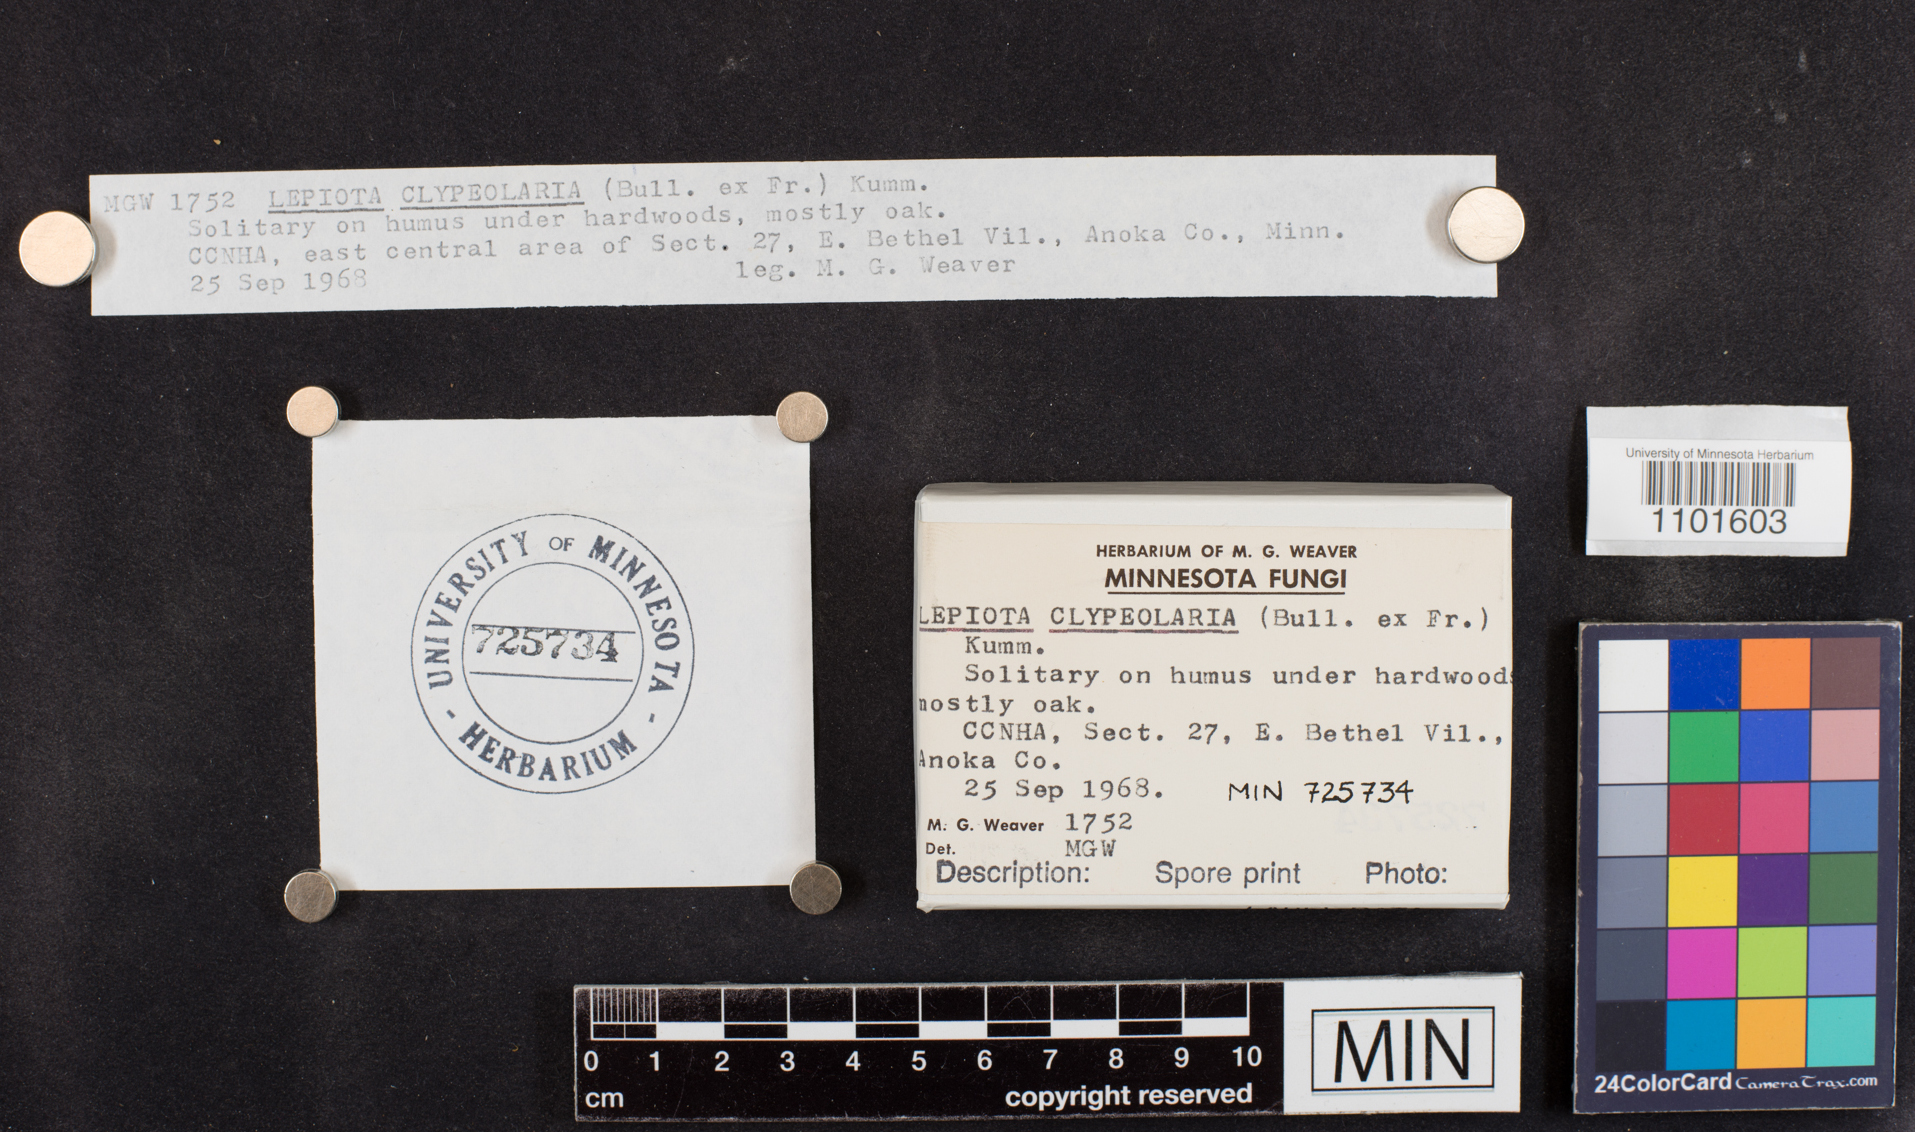 MGW 1752 LEPIOTA CLYPEOLARIA (Bull. ex Fr.) Kumm.
Solitary on humus under hardwoods, mostly oak.
CCNHA, east central area of Sect. 27, E. Bethel Vil., Anoka Co., Minn.
25 Sep 1968 leg. M. G. Weaver
UNIVERSITY OF MINNESOTA
725734
- HERBARIUM -
University of Minnesota Herbarium
1101603
HERBARIUM OF M. G. WEAVER
MINNESOTA FUNGI
LEPIOTA CLYPEOLARIA (Bull. ex Fr.)
Kumm.
Solitary on humus under hardwoods
mostly oak.
CCNHA, Sect. 27, E. Bethel Vil.,
Anoka Co.
25 Sep 1968. MIN 725734
M. G. Weaver 1752
Det. MGW
Description: Spore print Photo:
0 1 2 3 4 5 6 7 8 9 10
cm copyright reserved
MIN
24ColorCard CameraTrax.com